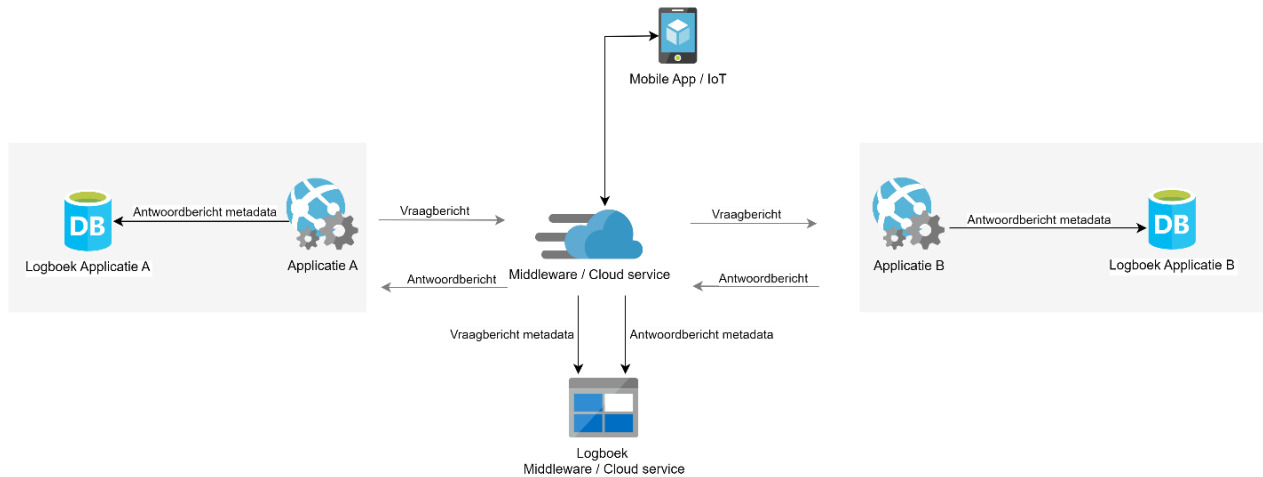 Mobile App / IoT
DB
Antwoordbericht metadata
Logboek Applicatie A
Applicatie A
Vraagbericht
Antwoordbericht
Middleware / Cloud service
Vraagbericht
Antwoordbericht
Applicatie B
Antwoordbericht metadata
DB
Logboek Applicatie B
Vraagbericht metadata
Antwoordbericht metadata
Logboek
Middleware / Cloud service